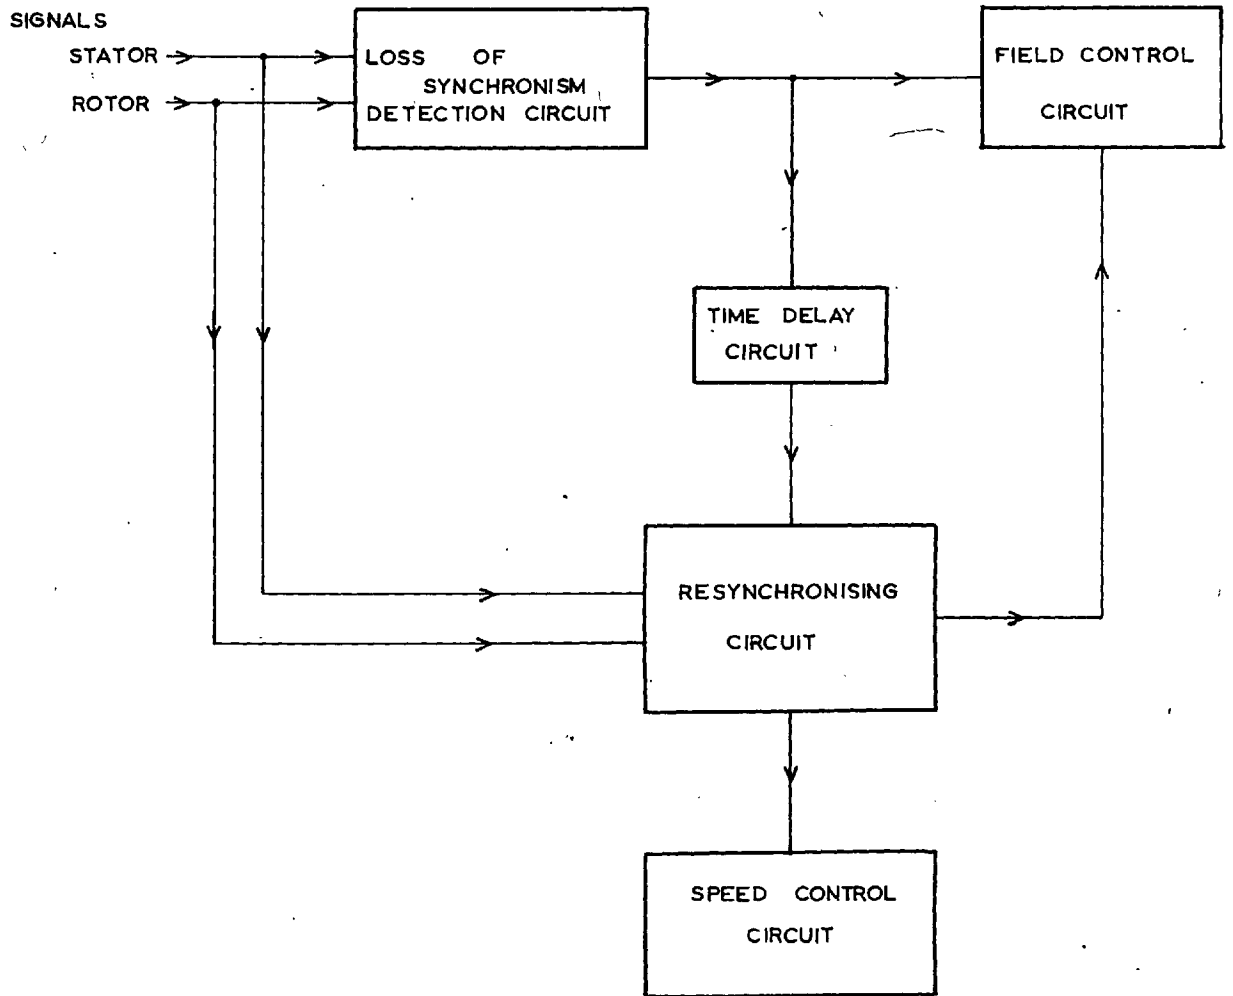 SIGNALS
STATOR
ROTOR
LOSS OF
SYNCHRONISM
DETECTION CIRCUIT
FIELD CONTROL
CIRCUIT
TIME DELAY
CIRCUIT
RESYNCHRONISING
CIRCUIT
SPEED CONTROL
CIRCUIT